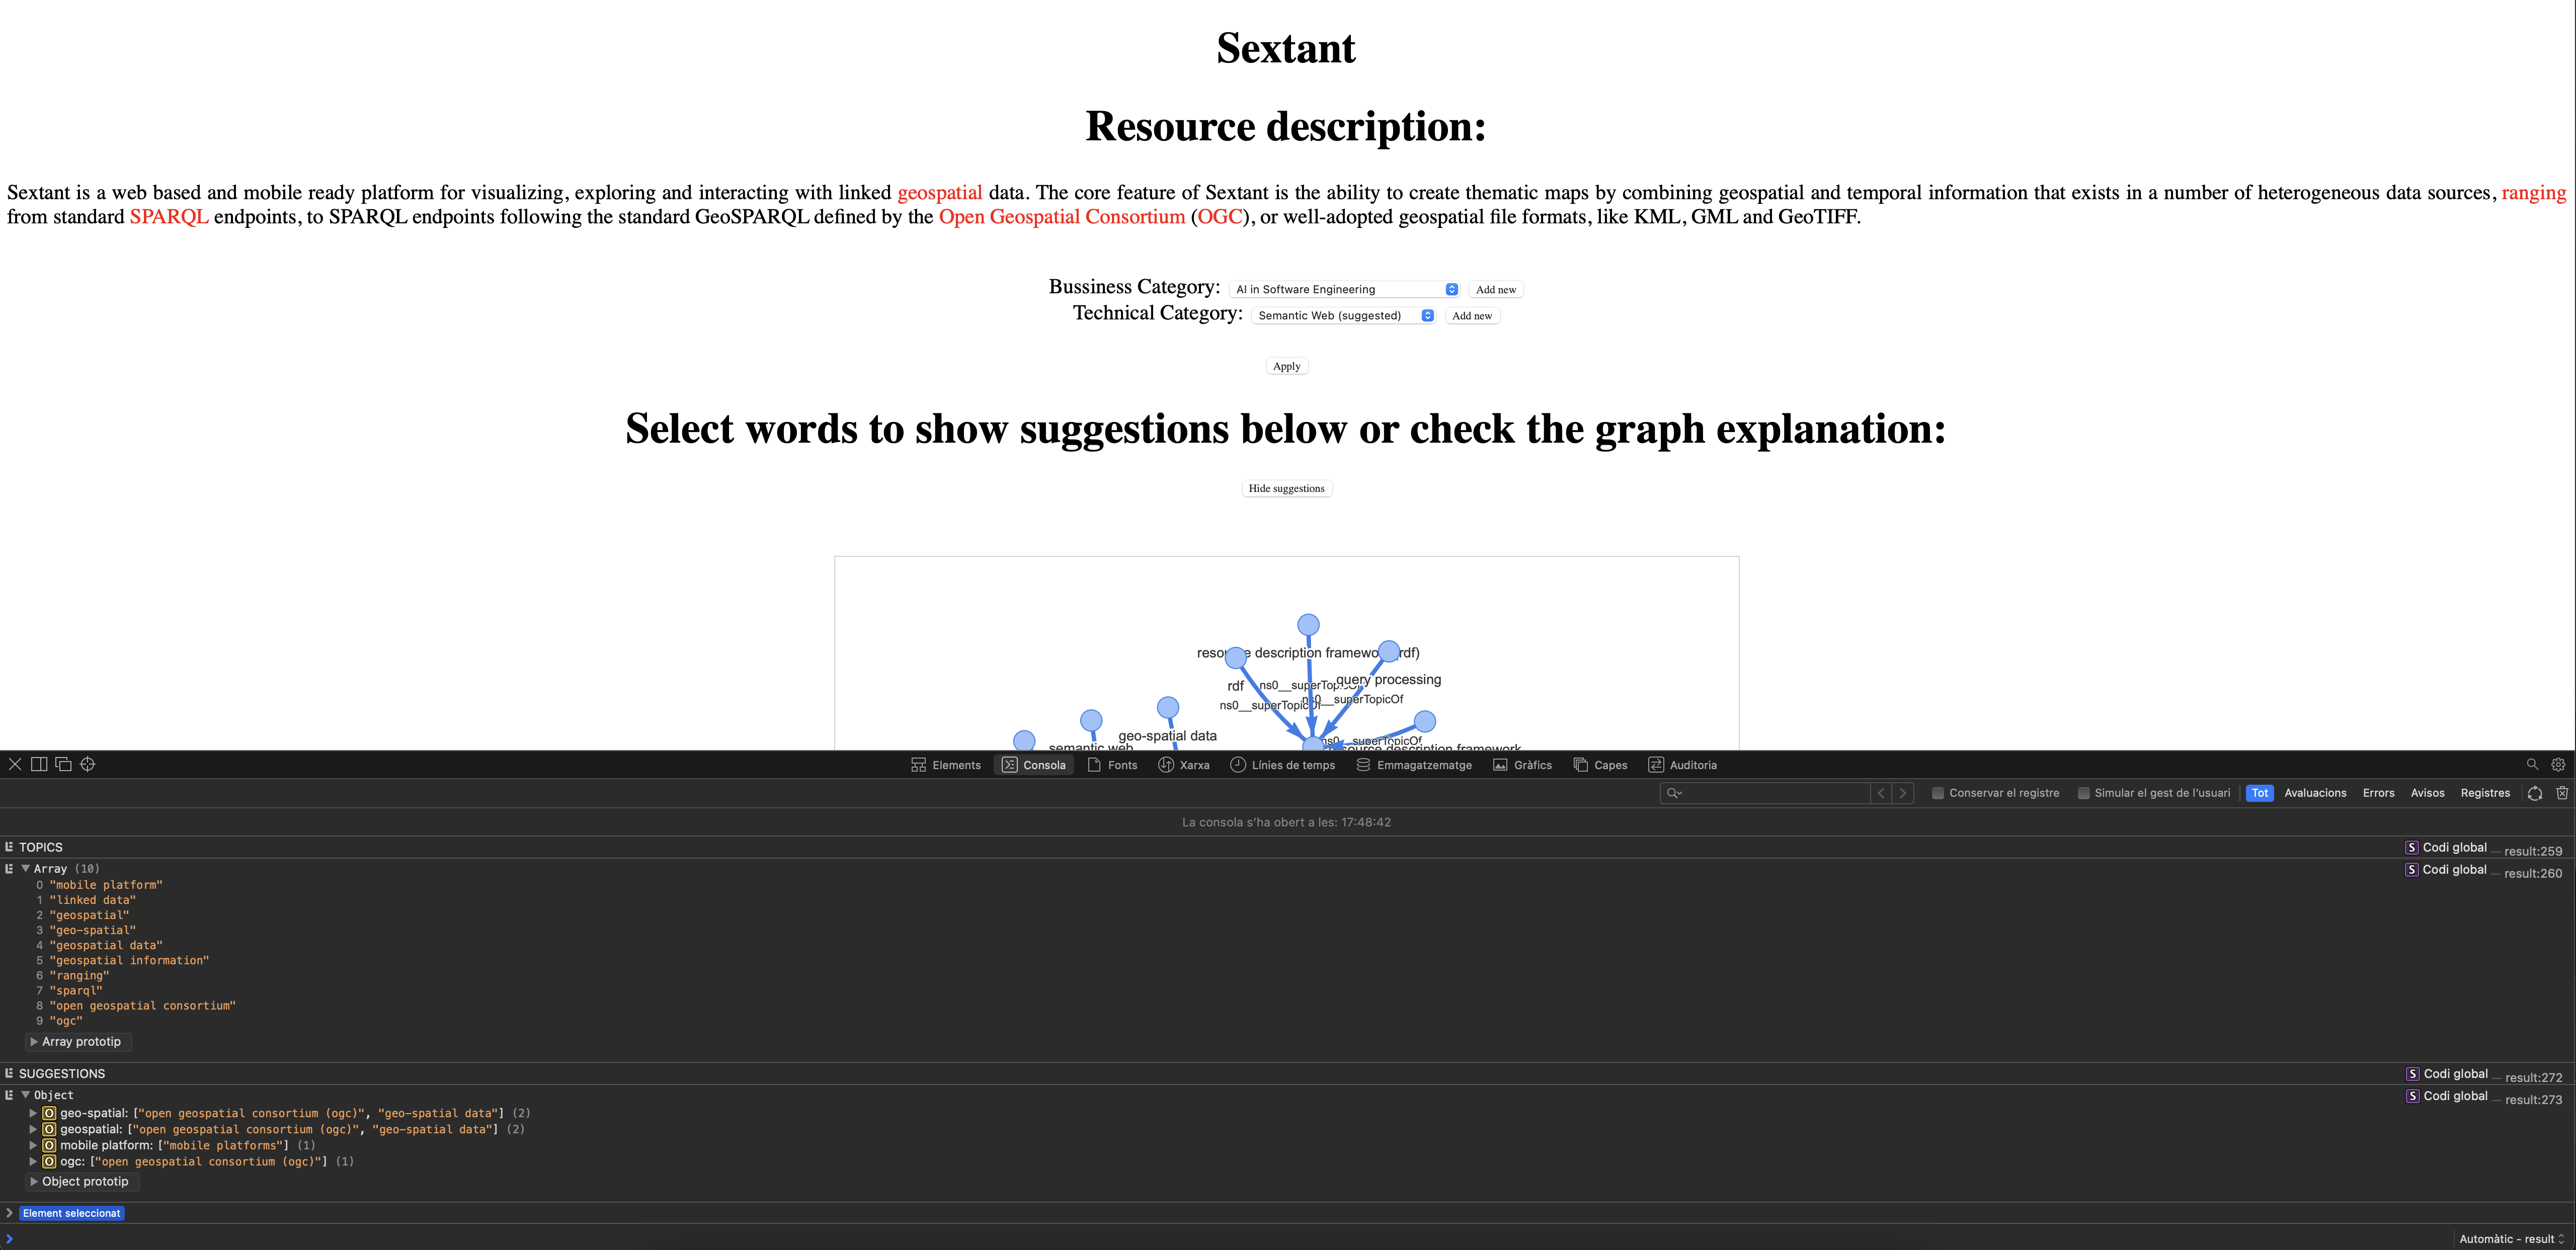 Sextant
Resource description:
Sextant is a web based and mobile ready platform for visualizing, exploring and interacting with linked geospatial data. The core feature of Sextant is the ability to create thematic maps by combining geospatial and temporal information that exists in a number of heterogeneous data sources, ranging
from standard SPARQL endpoints, to SPARQL endpoints following the standard GeoSPARQL defined by the Open Geospatial Consortium (OGC), or well-adopted geospatial file formats, like KML, GML and GeoTIFF.
Bussiness Category: AI in Software Engineering Add new
Technical Category: Semantic Web (suggested) Add new
Apply
Select words to show suggestions below or check the graph explanation:
Hide suggestions
resource description framework (rdf)
query processing
rdf ns0__superTopicOf
ns0__superTopicOf
ns0__superTopicOf
geo-spatial data
ns0__superTopicOf
semantic web
resource description framework
Elements Consola Fonts Xarxa Línies de temps Emmagatzematge Gràfics Capes Auditoria
Conservar el registre Simular el gest de l'usuari Tot Avaluacions Errors Avisos Registres
La consola s'ha obert a les: 17:48:42
TOPICS S Codi global — result:259
Array (10) S Codi global — result:260
0 "mobile platform"
1 "linked data"
2 "geospatial"
3 "geo-spatial"
4 "geospatial data"
5 "geospatial information"
6 "ranging"
7 "sparql"
8 "open geospatial consortium"
9 "ogc"
Array prototip
SUGGESTIONS S Codi global — result:272
Object S Codi global — result:273
O geo-spatial: ["open geospatial consortium (ogc)", "geo-spatial data"] (2)
O geospatial: ["open geospatial consortium (ogc)", "geo-spatial data"] (2)
O mobile platform: ["mobile platforms"] (1)
O ogc: ["open geospatial consortium (ogc)"] (1)
Object prototip
Element seleccionat
Automàtic - result